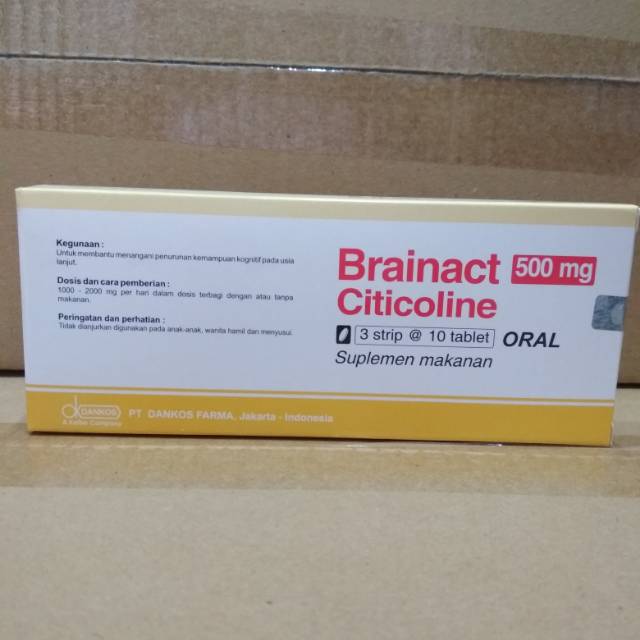 Kegunaan :
Untuk membantu menangani penurunan kemampuan kognitif pada usia
lanjut.
Dosis dan cara pemberian :
1000 - 2000 mg per hari dalam dosis terbagi dengan atau tanpa
makanan.
Peringatan dan perhatian :
Tidak dianjurkan digunakan pada anak-anak, wanita hamil dan menyusui.
Brainact 500 mg
Citicoline
3 strip @ 10 tablet ORAL
Suplemen makanan
DANKOS
A Kalbe Company
PT DANKOS FARMA, Jakarta - Indonesia